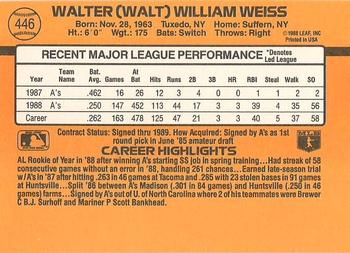 446
WALTER (WALT) WILLIAM WEISS
Born: Nov. 28, 1963 Tuxedo, NY Home: Suffern, NY
Ht: 6'0" Wgt: 175 Bats: Switch Throws: Right
© 1988 LEAF, INC
Printed in USA
RECENT MAJOR LEAGUE PERFORMANCE *Denotes Led League
Year Team Name Bat. Avg. Games At Bats Hits Runs 2B 3B HR RBI Steal Walk SO
1987 A's .462 16 26 12 3 4 0 0 1 1 2 2
1988 A's .250 147 452 113 44 17 3 3 39 4 35 56
Career .262 163 478 125 47 21 3 3 40 5 37 58
Contract Status: Signed thru 1989. How Acquired: Signed by A's as 1st
round pick in June '85 amateur draft
CAREER HIGHLIGHTS
AL Rookie of Year in '88 after winning A's starting SS job in spring training...Had streak of 58
consecutive games without an error in '88, handling 261 chances...Earned late-season trial
w/A's in '87 after hitting .263 in 46 games at Tacoma and .285 with 23 stolen bases in 91 games
at Huntsville...Split '86 between A's Madison (.301 in 84 games) and Huntsville (.250 in 46
games)...Signed by A's out of U. of North Carolina where 2 of his teammates were Brewer
C B.J. Surhoff and Mariner P Scott Bankhead.